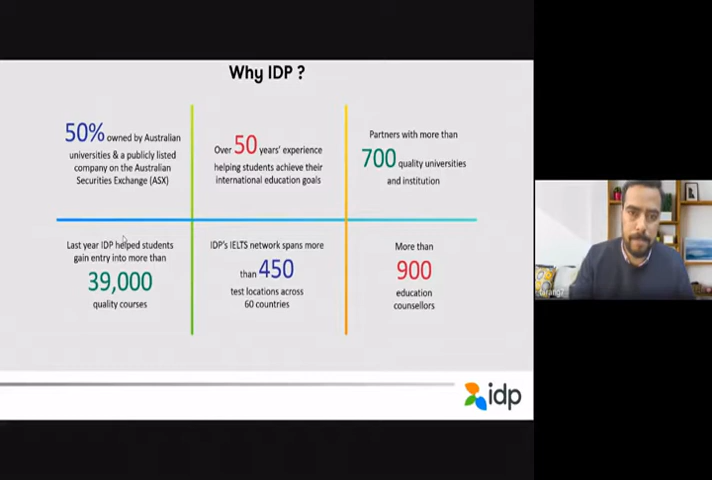 Why IDP ?
50% owned by Australian
universities & a publicly listed
company on the Australian
Securities Exchange (ASX)
Over 50 years' experience
helping students achieve their
international education goals
Partners with more than
700 quality universities
and institution
Last year IDP helped students
gain entry into more than
39,000
quality courses
IDP's IELTS network spans more
than 450
test locations across
60 countries
More than
900
education
counsellors
idp